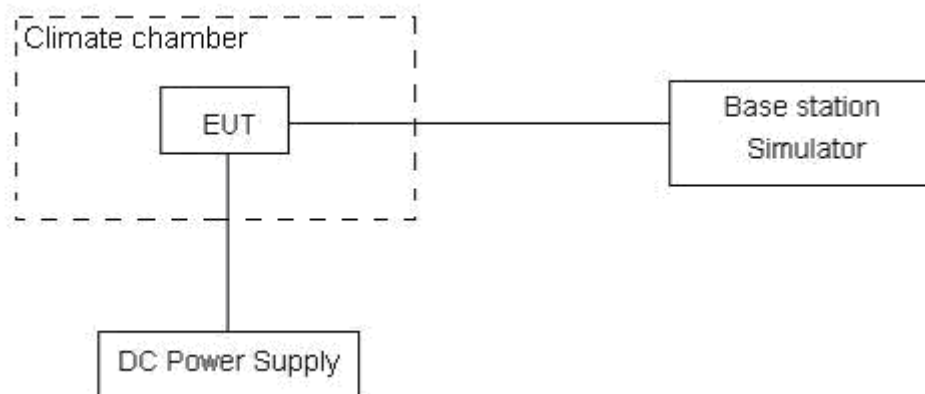 Climate chamber
EUT
Base station
Simulator
DC Power Supply